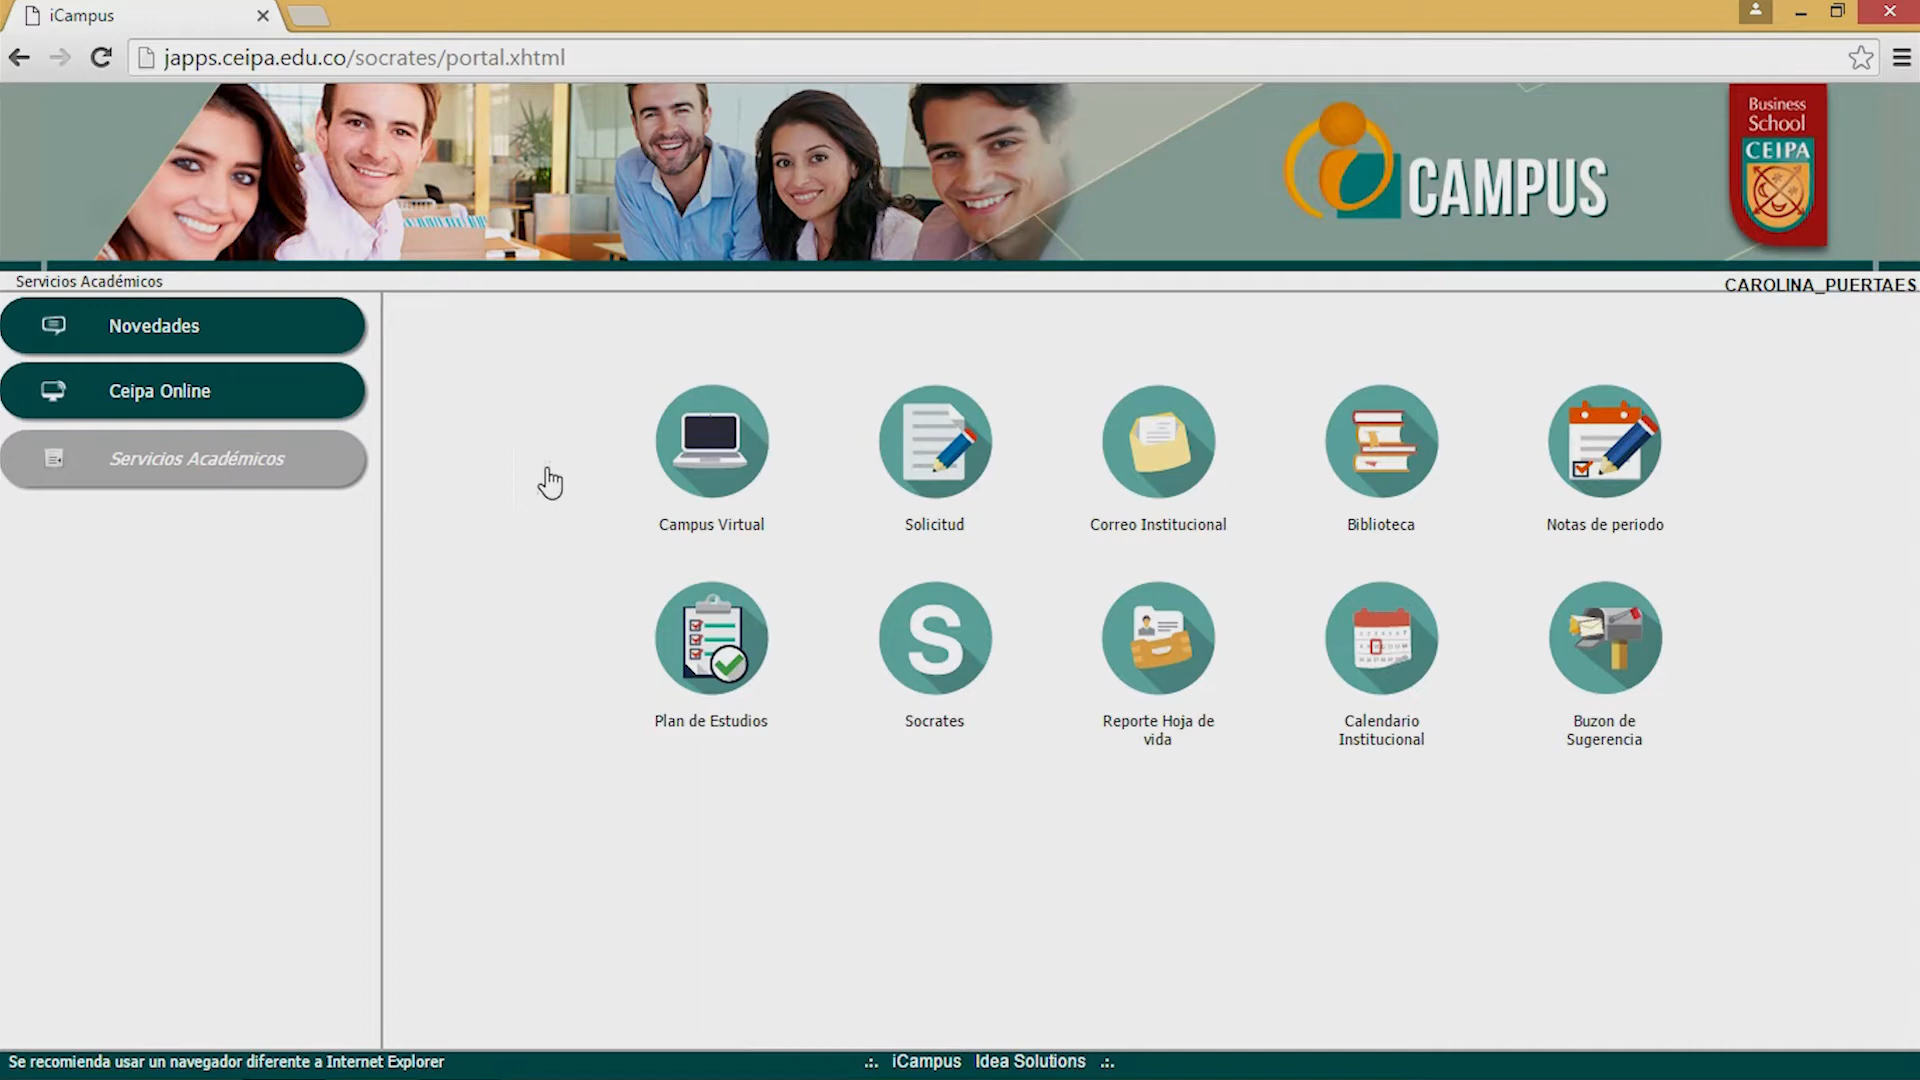 iCampus
japps.ceipa.edu.co/socrates/portal.xhtml
i CAMPUS
Business
School
CEIPA
Servicios Académicos
CAROLINA_PUERTAES
Novedades
Ceipa Online
Servicios Académicos
Campus Virtual
Solicitud
Correo Institucional
Biblioteca
Notas de periodo
S
Plan de Estudios
Socrates
Reporte Hoja de
vida
Calendario
Institucional
Buzon de
Sugerencia
Se recomienda usar un navegador diferente a Internet Explorer
.:. iCampus Idea Solutions .:.